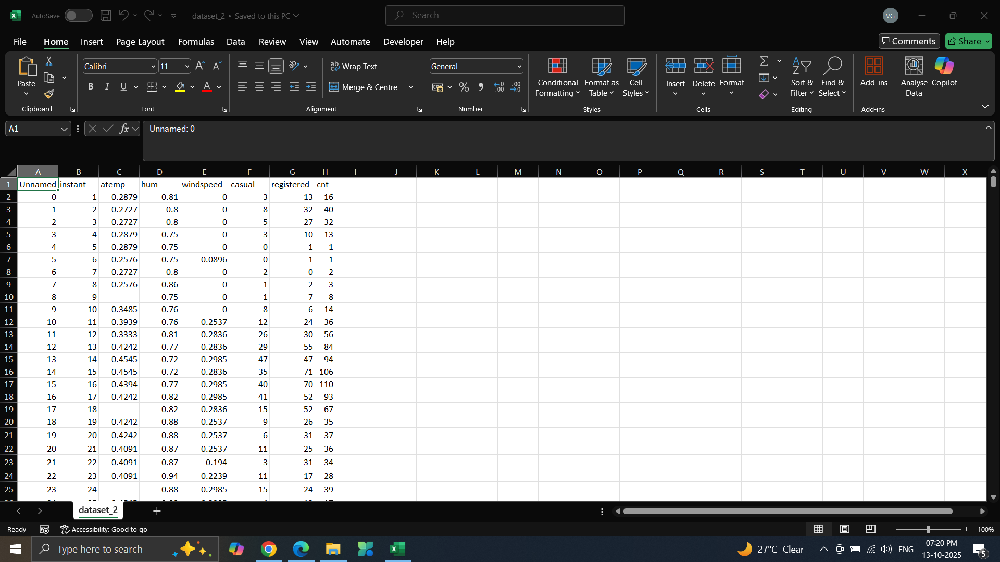 AutoSave dataset_2 • Saved to this PC Search VG
File Home Insert Page Layout Formulas Data Review View Automate Developer Help Comments Share
Paste
Calibri 11
B I U A
ab Wrap Text
Merge & Centre
General
% .00 .00
Conditional Formatting Format as Table Cell Styles
Insert Delete Format
Sort & Filter Find & Select
Add-ins
Analyse Data Copilot
Clipboard Font Alignment Number Styles Cells Editing Add-ins
A1 fx Unnamed: 0
A B C D E F G H I J K L M N O P Q R S T U V W X
1 Unnamed instant atemp hum windspeed casual registered cnt
2 0 1 0.2879 0.81 0 3 13 16
3 1 2 0.2727 0.8 0 8 32 40
4 2 3 0.2727 0.8 0 5 27 32
5 3 4 0.2879 0.75 0 3 10 13
6 4 5 0.2879 0.75 0 0 1 1
7 5 6 0.2576 0.75 0.0896 0 1 1
8 6 7 0.2727 0.8 0 2 0 2
9 7 8 0.2576 0.86 0 1 2 3
10 8 9 0.75 0 1 7 8
11 9 10 0.3485 0.76 0 8 6 14
12 10 11 0.3939 0.76 0.2537 12 24 36
13 11 12 0.3333 0.81 0.2836 26 30 56
14 12 13 0.4242 0.77 0.2836 29 55 84
15 13 14 0.4545 0.72 0.2985 47 47 94
16 14 15 0.4545 0.72 0.2836 35 71 106
17 15 16 0.4394 0.77 0.2985 40 70 110
18 16 17 0.4242 0.82 0.2985 41 52 93
19 17 18 0.82 0.2836 15 52 67
20 18 19 0.4242 0.88 0.2537 9 26 35
21 19 20 0.4242 0.88 0.2537 6 31 37
22 20 21 0.4091 0.87 0.2537 11 25 36
23 21 22 0.4091 0.87 0.194 3 31 34
24 22 23 0.4091 0.94 0.2239 11 17 28
25 23 24 0.88 0.2985 15 24 39
dataset_2
Ready Accessibility: Good to go 100%
Type here to search 27°C Clear ENG 07:20 PM
13-10-2025 5